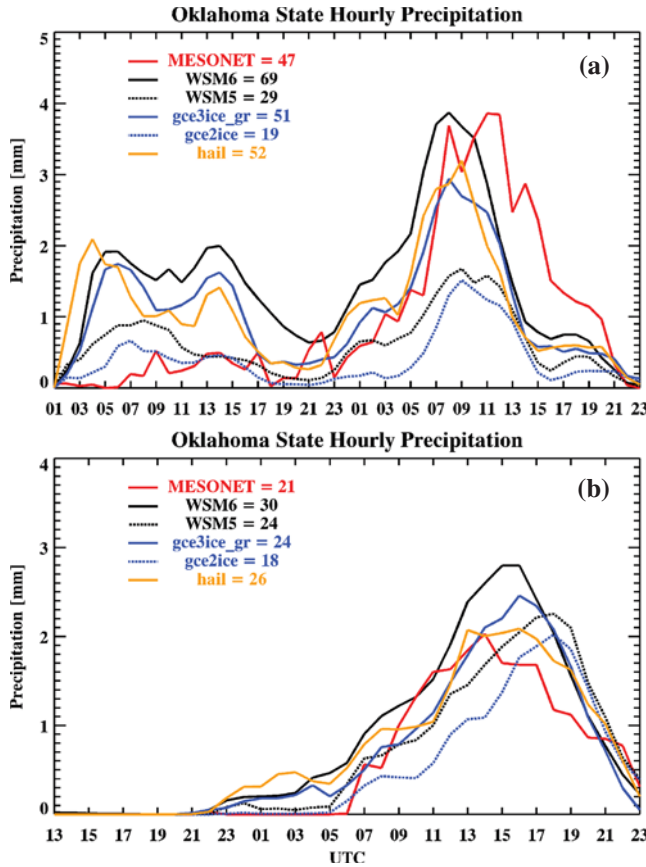 Oklahoma State Hourly Precipitation
5
4
3
2
1
0
Precipitation [mm]
MESONET = 47
WSM6 = 69
WSM5 = 29
gce3ice_gr = 51
gce2ice = 19
hail = 52
(a)
01 03 05 07 09 11 13 15 17 19 21 23 01 03 05 07 09 11 13 15 17 19 21 23
Oklahoma State Hourly Precipitation
4
3
2
1
0
Precipitation [mm]
MESONET = 21
WSM6 = 30
WSM5 = 24
gce3ice_gr = 24
gce2ice = 18
hail = 26
(b)
13 15 17 19 21 23 01 03 05 07 09 11 13 15 17 19 21 23
UTC